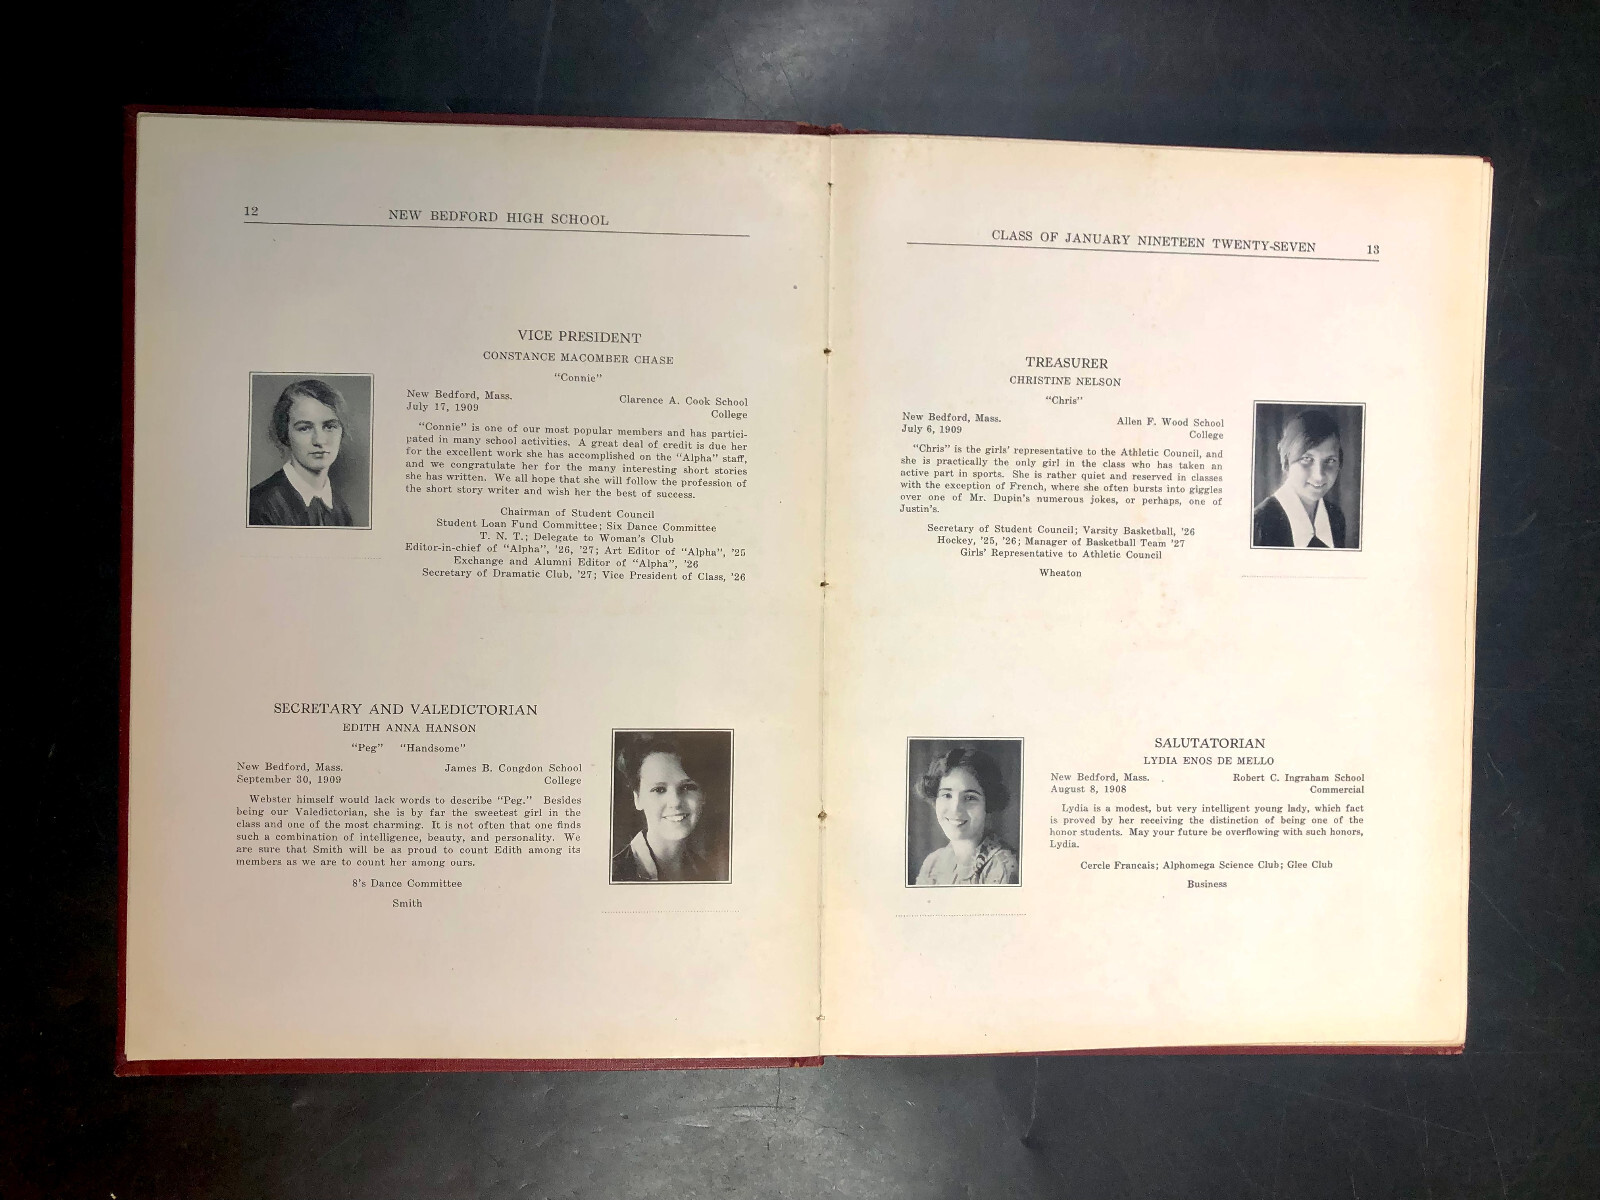 12
NEW BEDFORD HIGH SCHOOL
VICE PRESIDENT
CONSTANCE MACOMBER CHASE
"Connie"
New Bedford, Mass. Clarence A. Cook School
July 17, 1909 College
"Connie" is one of our most popular members and has partici-
pated in many school activities. A great deal of credit is due her
for the excellent work she has accomplished on the "Alpha" staff,
and we congratulate her for the many interesting short stories
she has written. We all hope that she will follow the profession of
the short story writer and wish her the best of success.
Chairman of Student Council
Student Loan Fund Committee; Six Dance Committee
T. N. T.; Delegate to Woman's Club
Editor-in-chief of "Alpha", '26, '27; Art Editor of "Alpha", '25
Exchange and Alumni Editor of "Alpha", '26
Secretary of Dramatic Club, '27; Vice President of Class, '26
SECRETARY AND VALEDICTORIAN
EDITH ANNA HANSON
"Peg" "Handsome"
New Bedford, Mass. James B. Congdon School
September 30, 1909 College
Webster himself would lack words to describe "Peg." Besides
being our Valedictorian, she is by far the sweetest girl in the
class and one of the most charming. It is not often that one finds
such a combination of intelligence, beauty, and personality. We
are sure that Smith will be as proud to count Edith among its
members as we are to count her among ours.
8's Dance Committee
Smith
CLASS OF JANUARY NINETEEN TWENTY-SEVEN
13
TREASURER
CHRISTINE NELSON
"Chris"
New Bedford, Mass. Allen F. Wood School
July 6, 1909 College
"Chris" is the girls' representative to the Athletic Council, and
she is practically the only girl in the class who has taken an
active part in sports. She is rather quiet and reserved in classes
with the exception of French, where she often bursts into giggles
over one of Mr. Dupin's numerous jokes, or perhaps, one of
Justin's.
Secretary of Student Council; Varsity Basketball, '26
Hockey, '25, '26; Manager of Basketball Team '27
Girls' Representative to Athletic Council
Wheaton
SALUTATORIAN
LYDIA ENOS DE MELLO
New Bedford, Mass. Robert C. Ingraham School
August 8, 1908 Commercial
Lydia is a modest, but very intelligent young lady, which fact
is proved by her receiving the distinction of being one of the
honor students. May your future be overflowing with such honors,
Lydia.
Cercle Francais; Alphomega Science Club; Glee Club
Business